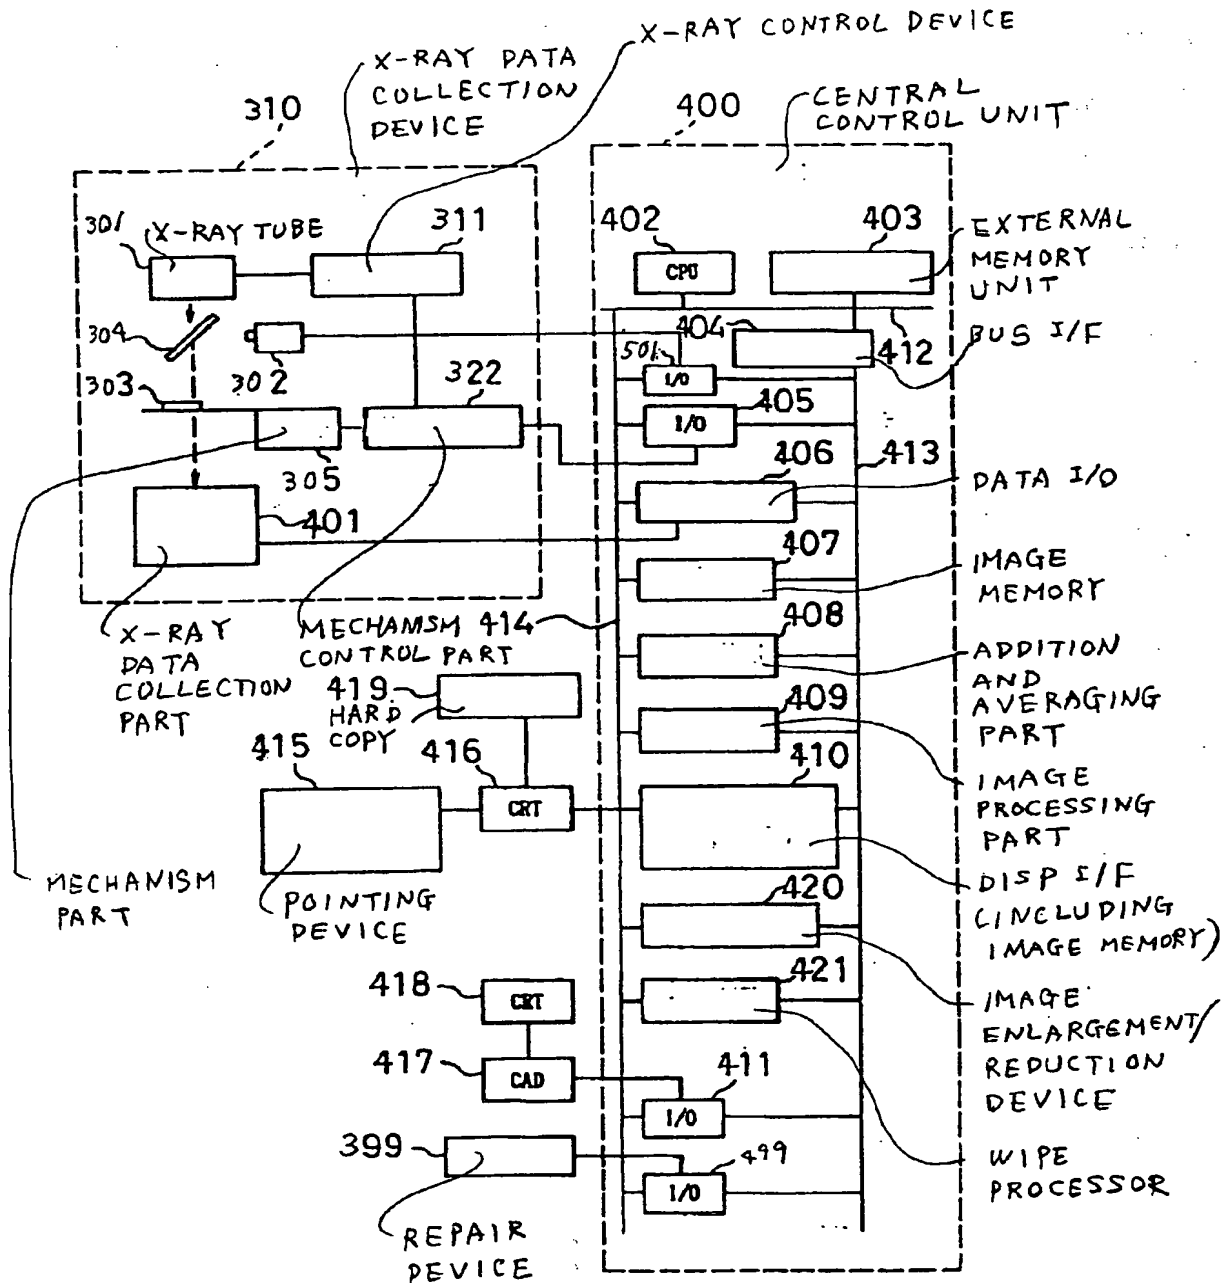 X-RAY CONTROL DEVICE
X-RAY DATA
COLLECTION
DEVICE
310
400
CENTRAL
CONTROL UNIT
301
X-RAY TUBE
311
402
CPU
403
EXTERNAL
MEMORY
UNIT
304
302
404
412
BUS I/F
501
I/O
303
322
405
I/O
305
406
413
DATA I/O
401
407
IMAGE
MEMORY
X-RAY
DATA
COLLECTION
PART
MECHAMSM
CONTROL PART
414
408
ADDITION
AND
AVERAGING
PART
419
HARD
COPY
409
415
416
CRT
410
IMAGE
PROCESSING
PART
MECHANISM
PART
POINTING
DEVICE
DISP I/F
(INCLUDING
IMAGE MEMORY)
420
418
CRT
421
IMAGE
ENLARGEMENT/
REDUCTION
DEVICE
417
CAD
411
I/O
399
499
I/O
WIPE
PROCESSOR
REPAIR
DEVICE